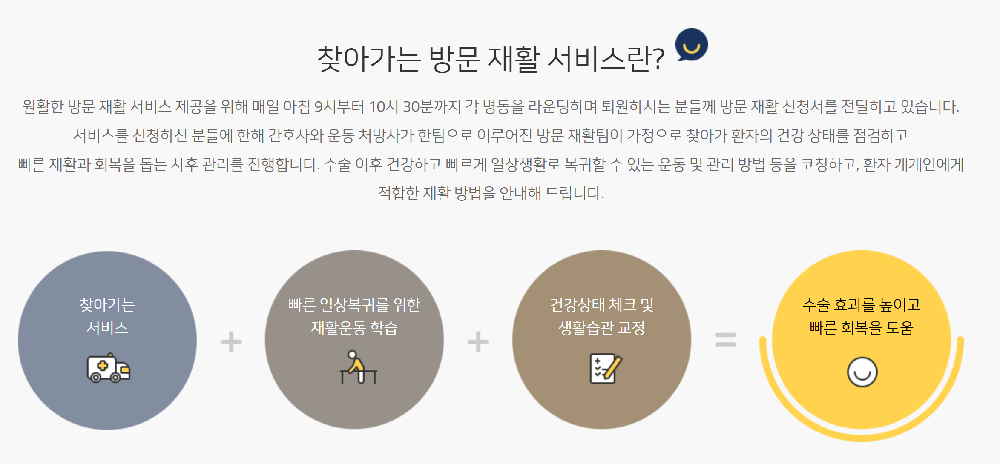 찾아가는 방문 재활 서비스란?
원활한 방문 재활 서비스 제공을 위해 매일 아침 9시부터 10시 30분까지 각 병동을 라운딩하며 퇴원하시는 분들께 방문 재활 신청서를 전달하고 있습니다.
서비스를 신청하신 분들에 한해 간호사와 운동 처방사가 한팀으로 이루어진 방문 재활팀이 가정으로 찾아가 환자의 건강 상태를 점검하고
빠른 재활과 회복을 돕는 사후 관리를 진행합니다. 수술 이후 건강하고 빠르게 일상생활로 복귀할 수 있는 운동 및 관리 방법 등을 코칭하고, 환자 개개인에게
적합한 재활 방법을 안내해 드립니다.
찾아가는
서비스
+
빠른 일상복귀를 위한
재활운동 학습
+
건강상태 체크 및
생활습관 교정
=
수술 효과를 높이고
빠른 회복을 도움